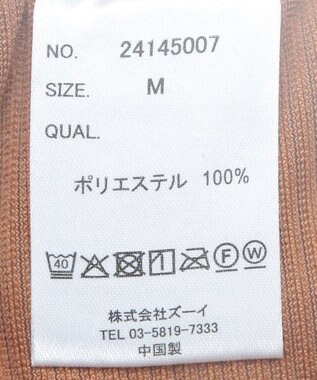 NO. 24145007
SIZE. M
QUAL.
ポリエステル 100%
40 F W
株式会社ズーイ
TEL 03-5819-7333
中国製